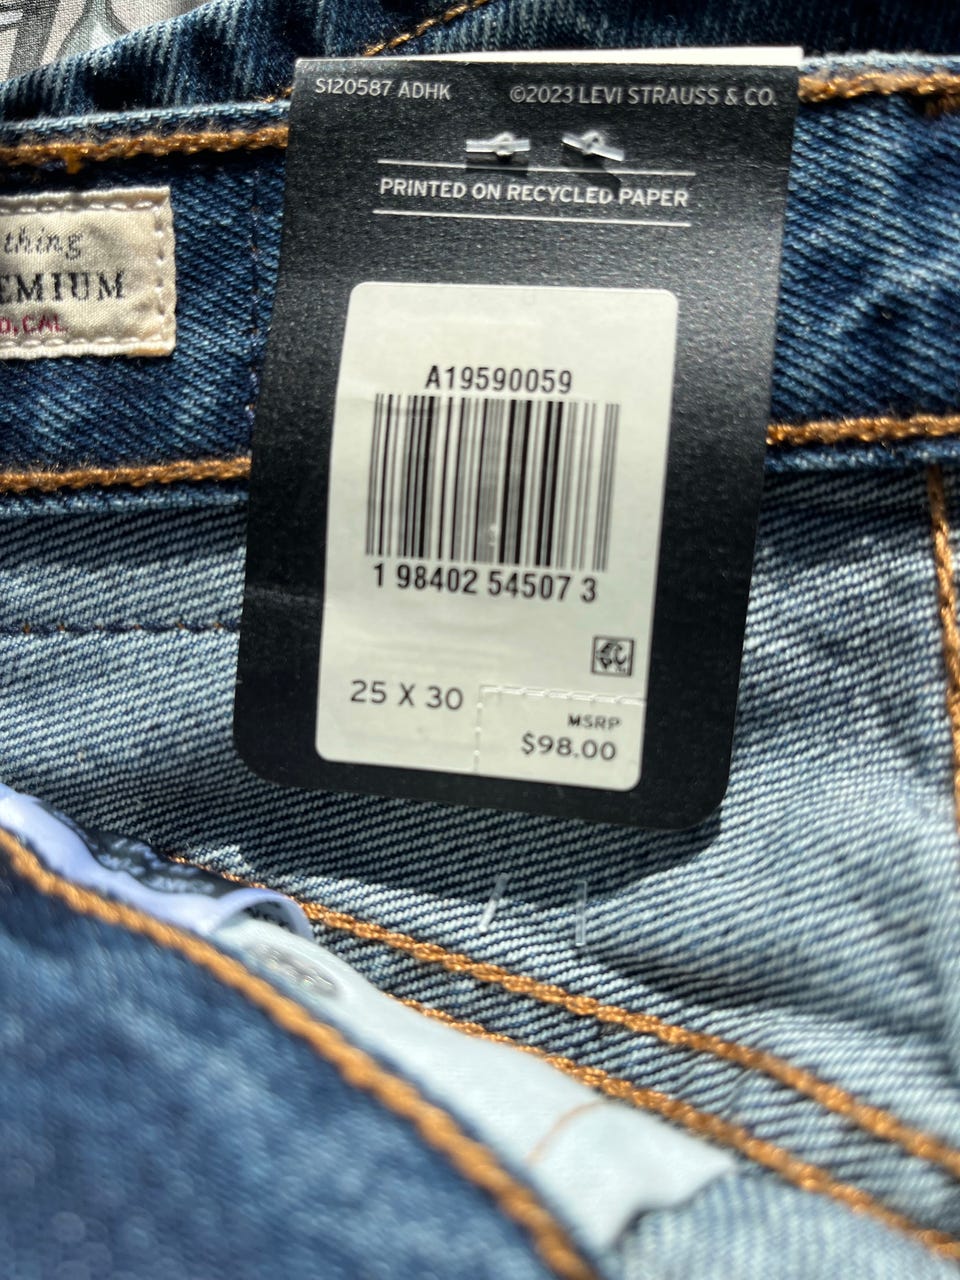 S120587 ADHK ©2023 LEVI STRAUSS & CO.
PRINTED ON RECYCLED PAPER
thing
EMIUM
D, CAL
A19590059
1 98402 54507 3
25 X 30
MSRP
$98.00